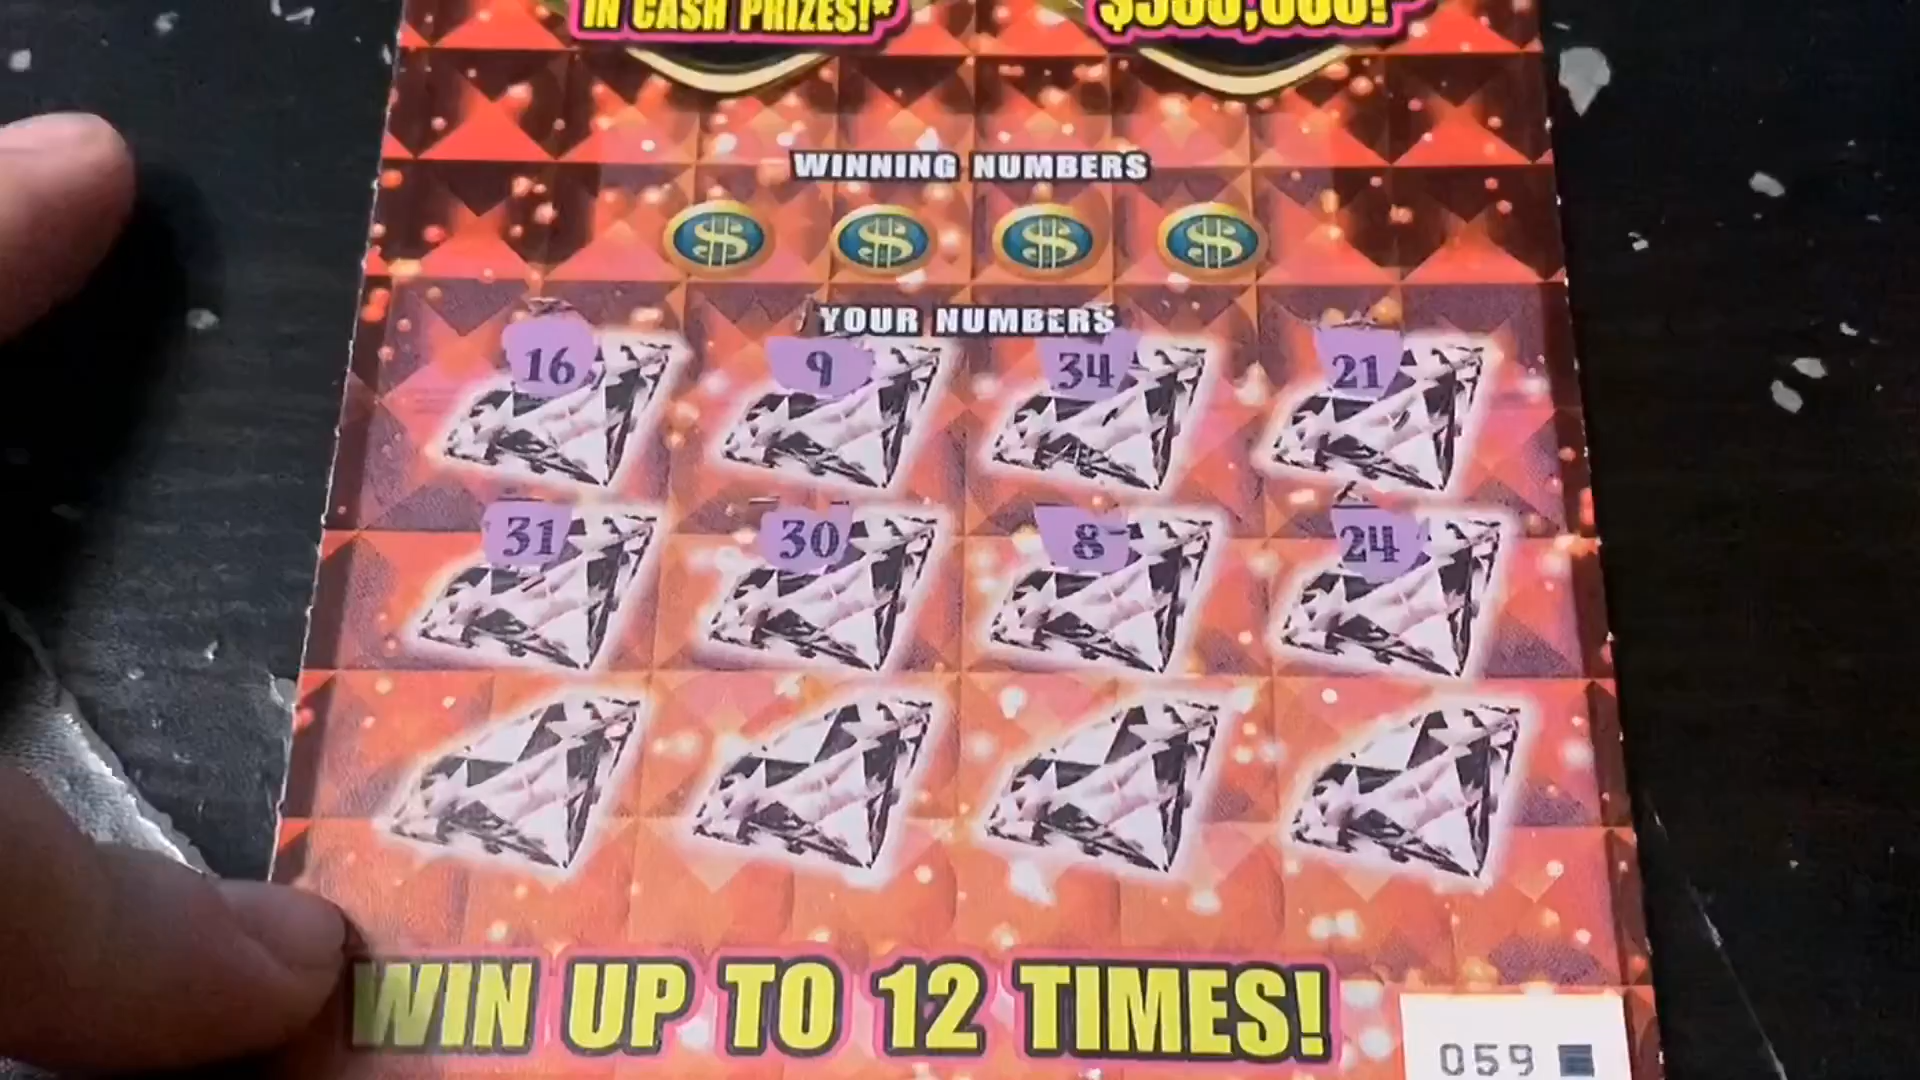 IN CASH PRIZES!*
WINNING NUMBERS
$ $ $ $
YOUR NUMBERS
16 9 34 21
31 30 8 24
WIN UP TO 12 TIMES!
059